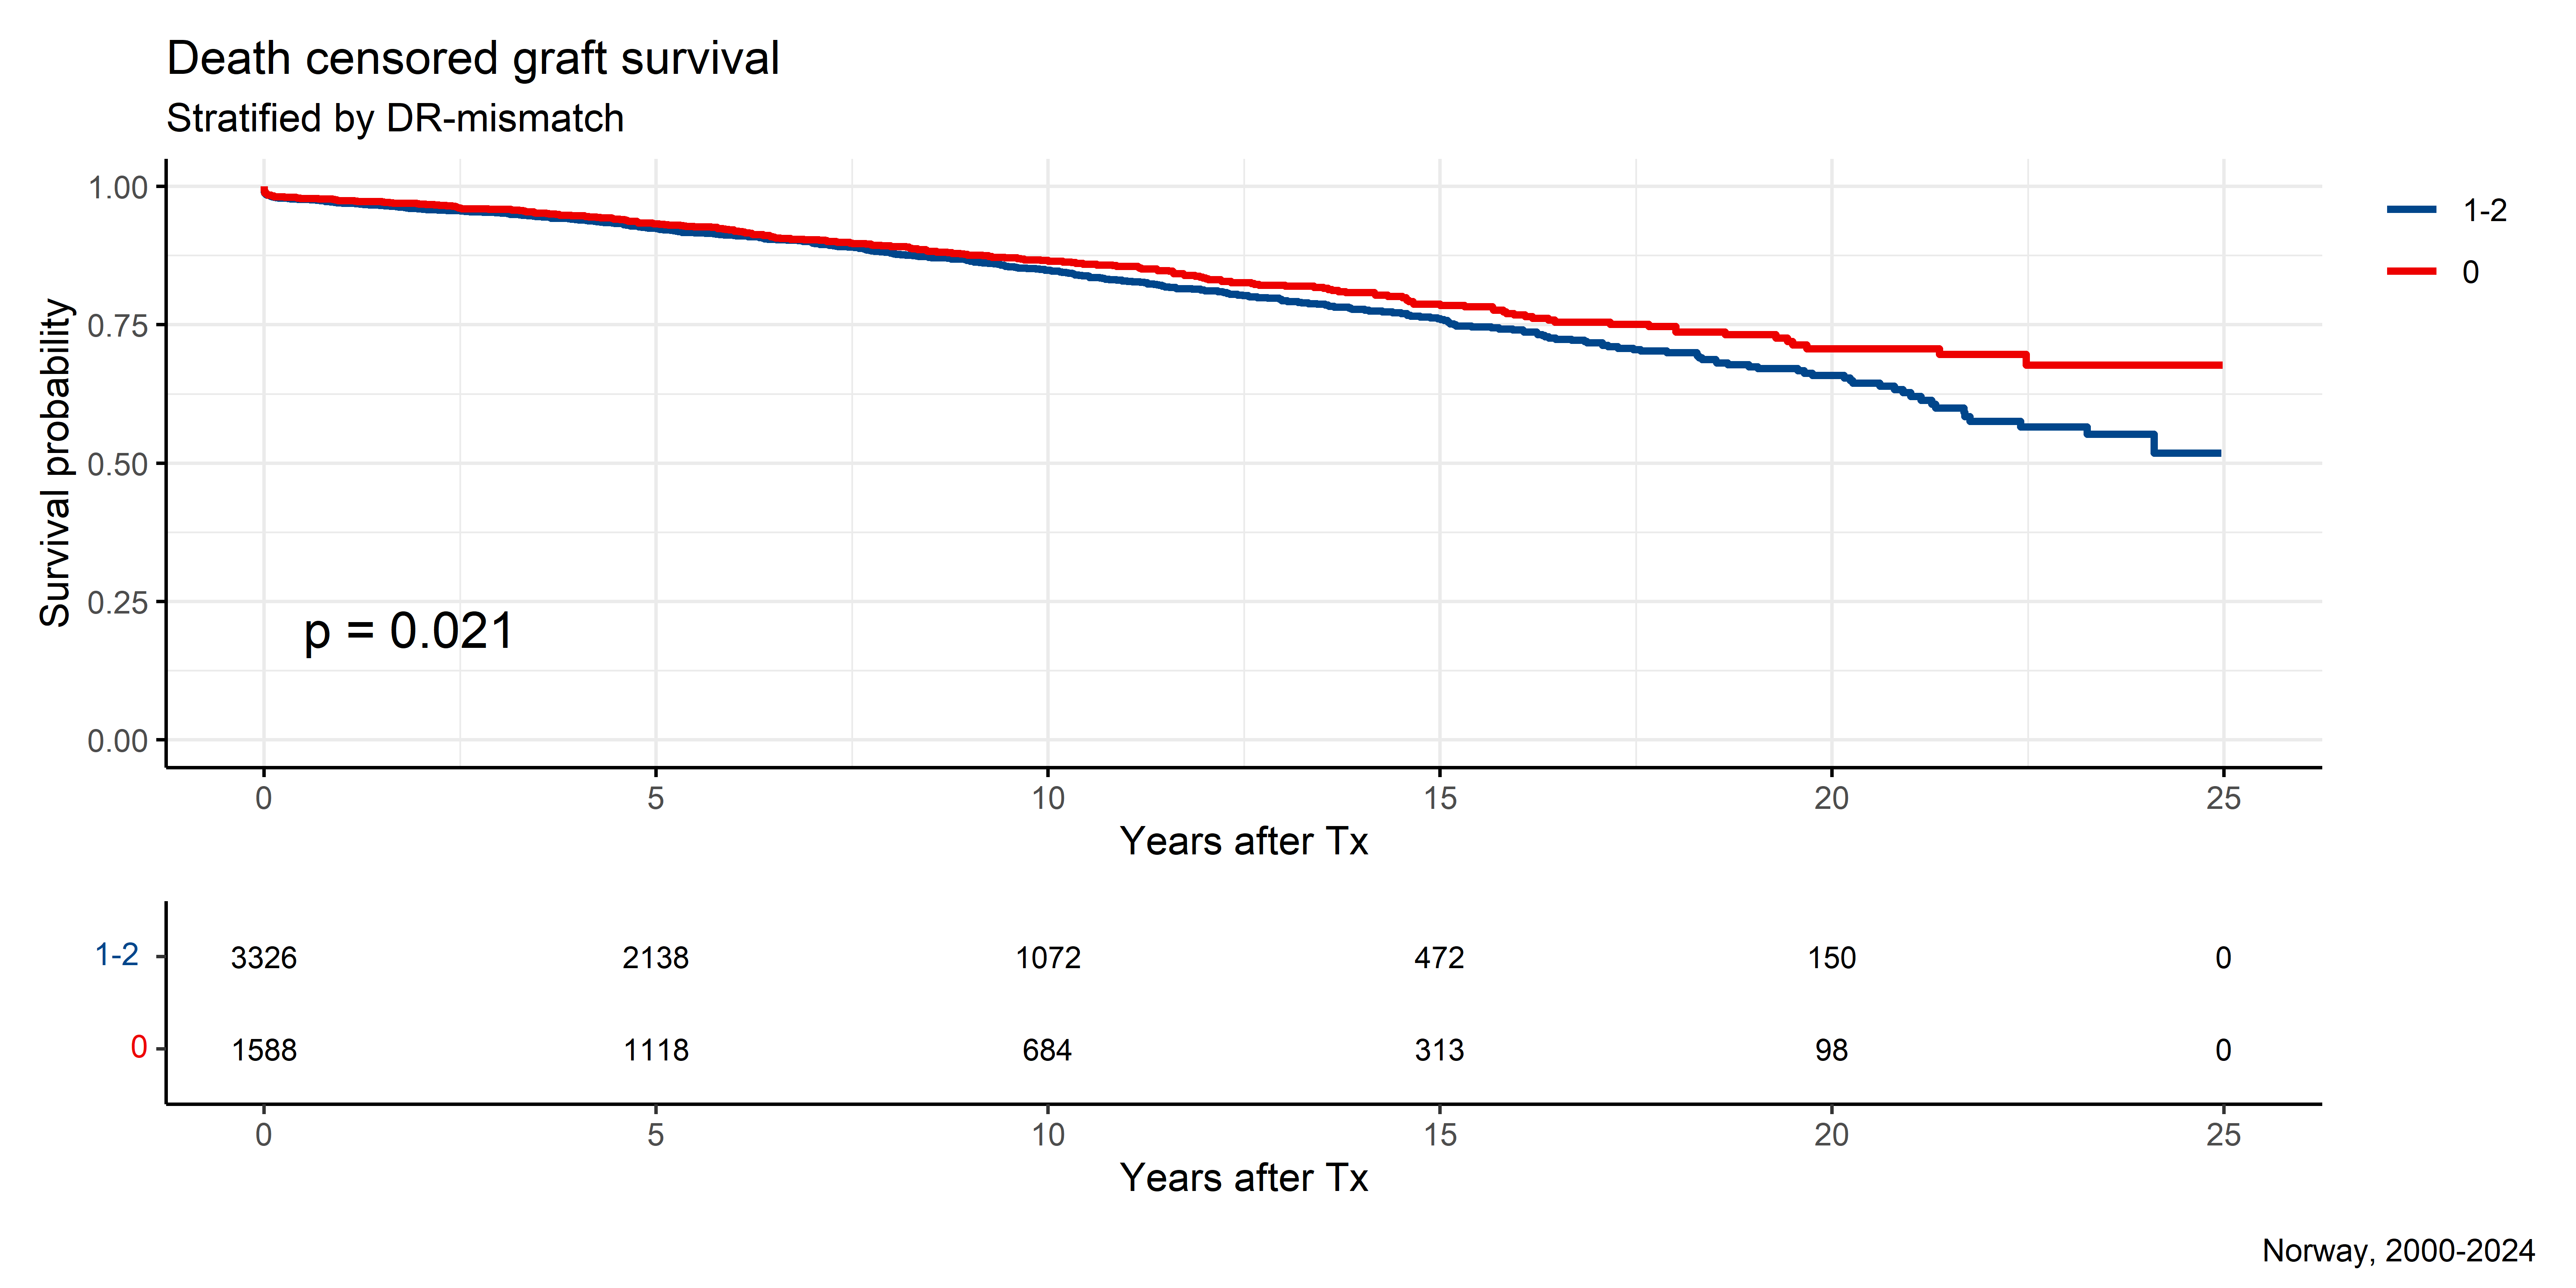 Death censored graft survival
Stratified by DR-mismatch
Survival probability
1.00
0.75
0.50
0.25
0.00
p = 0.021
1-2
0
0 5 10 15 20 25
Years after Tx
1-2 3326 2138 1072 472 150 0
0 1588 1118 684 313 98 0
0 5 10 15 20 25
Years after Tx
Norway, 2000-2024